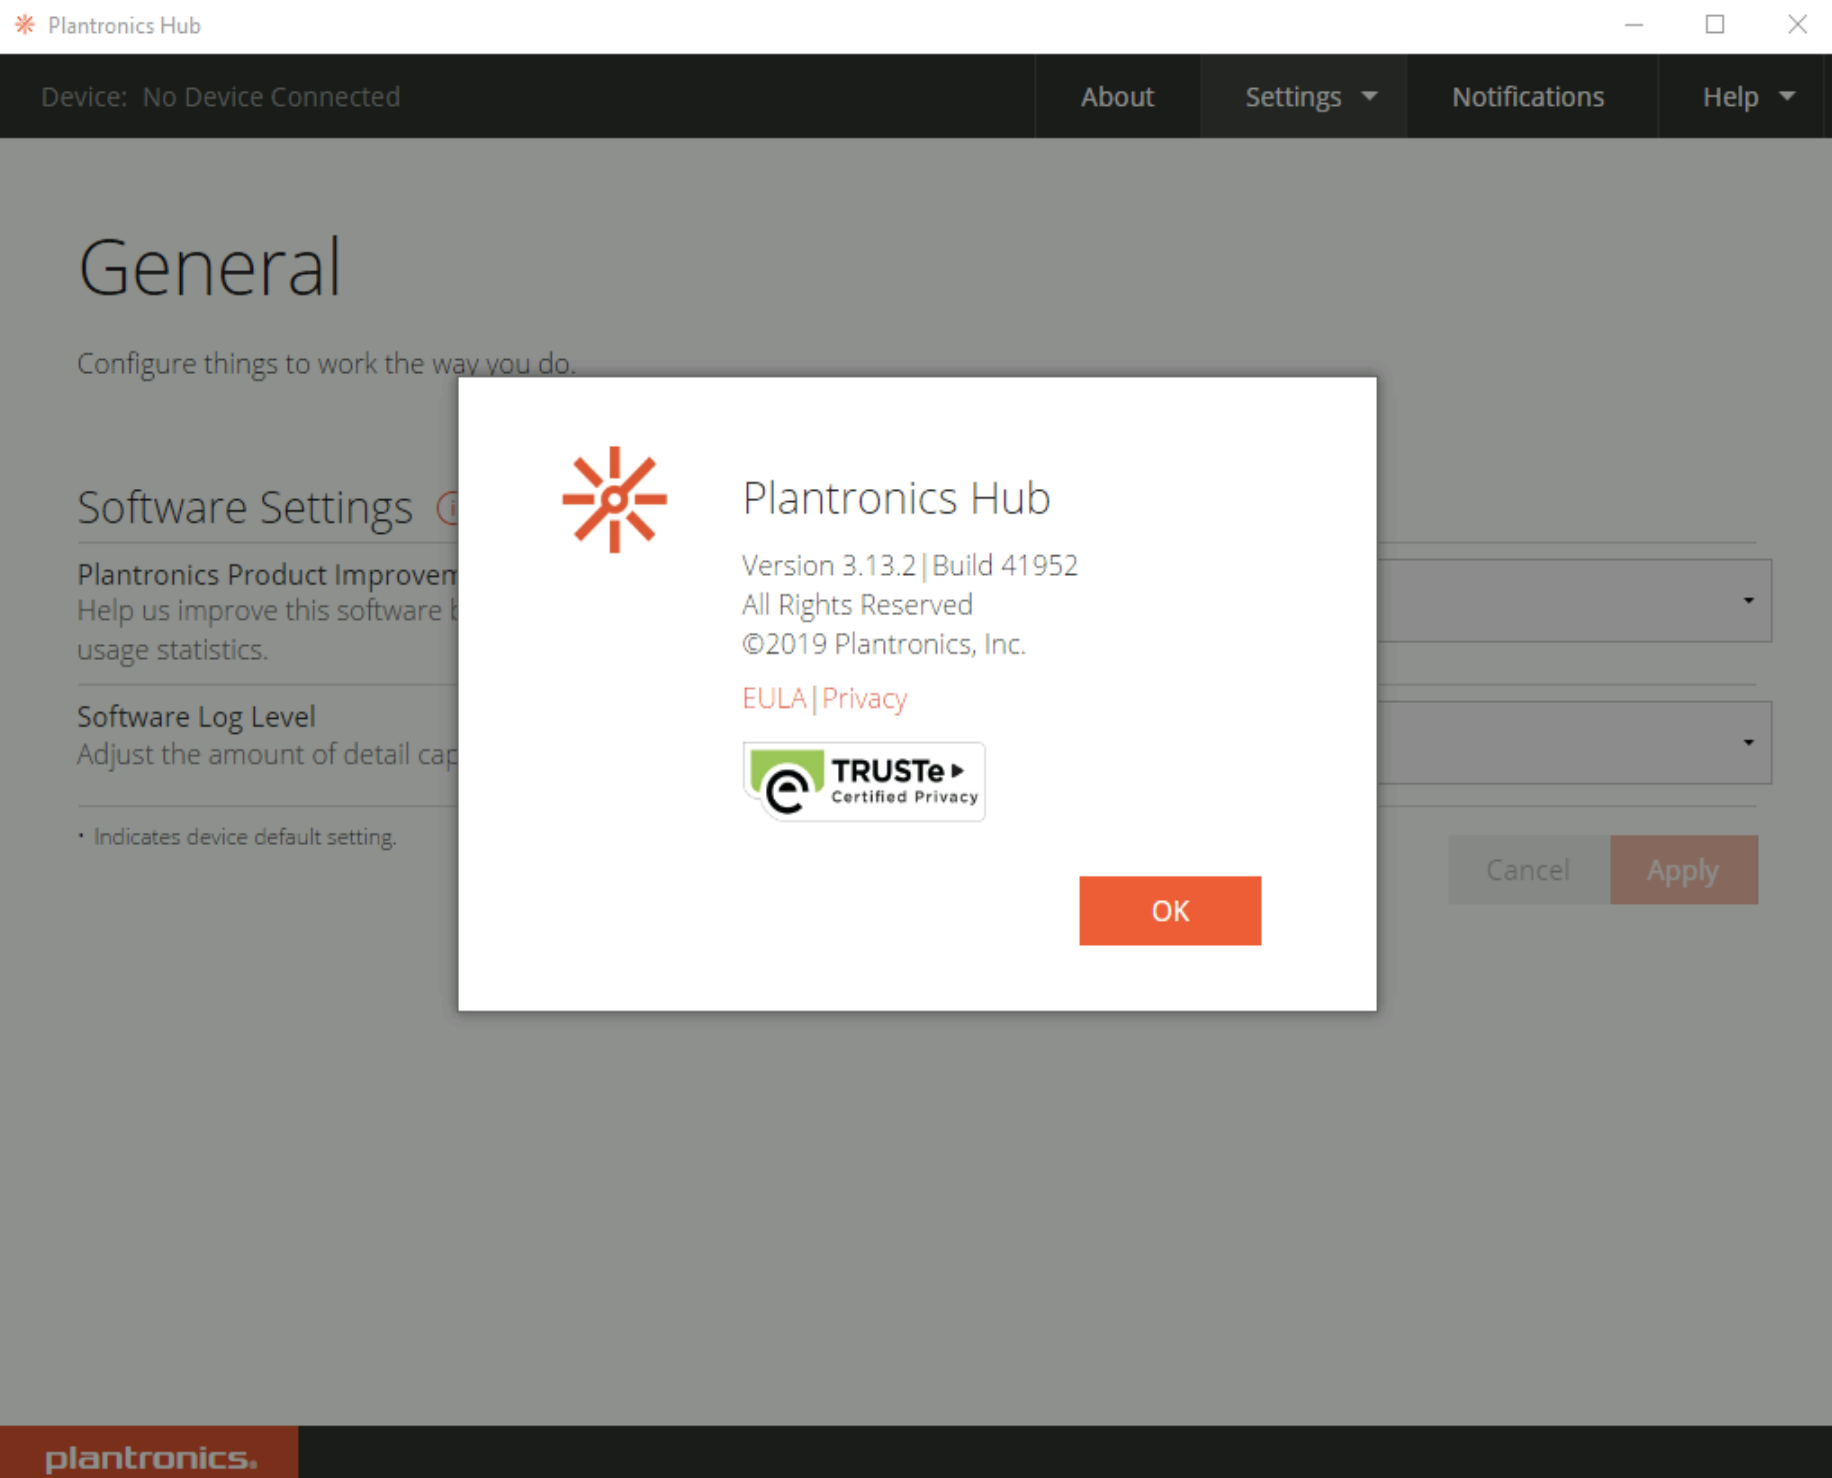 Plantronics Hub
Device: No Device Connected
About
Settings
Notifications
Help
General
Configure things to work the way you do.
Software Settings
Plantronics Product Improvem
Help us improve this software
usage statistics.
Software Log Level
Adjust the amount of detail cap
• Indicates device default setting.
Cancel
Apply
Plantronics Hub
Version 3.13.2|Build 41952
All Rights Reserved
©2019 Plantronics, Inc.
EULA|Privacy
TRUSTe
Certified Privacy
OK
plantronics.